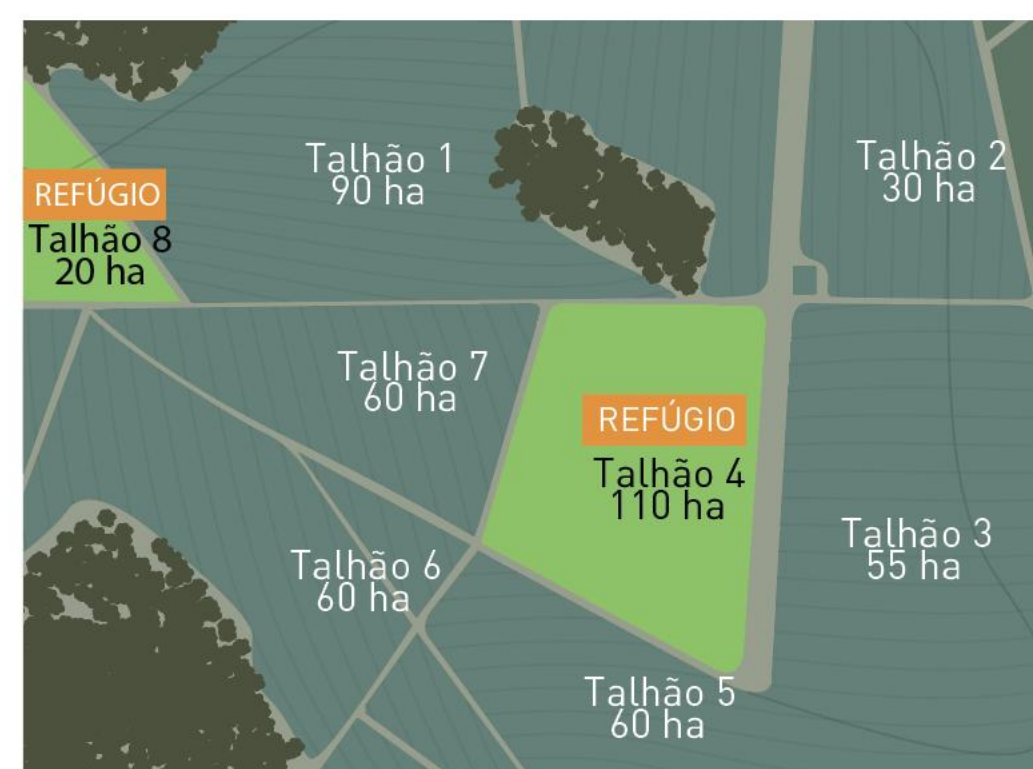 Talhão 1
90 ha
Talhão 2
30 ha
REFÚGIO
Talhão 8
20 ha
Talhão 7
60 ha
REFÚGIO
Talhão 4
110 ha
Talhão 3
55 ha
Talhão 6
60 ha
Talhão 5
60 ha